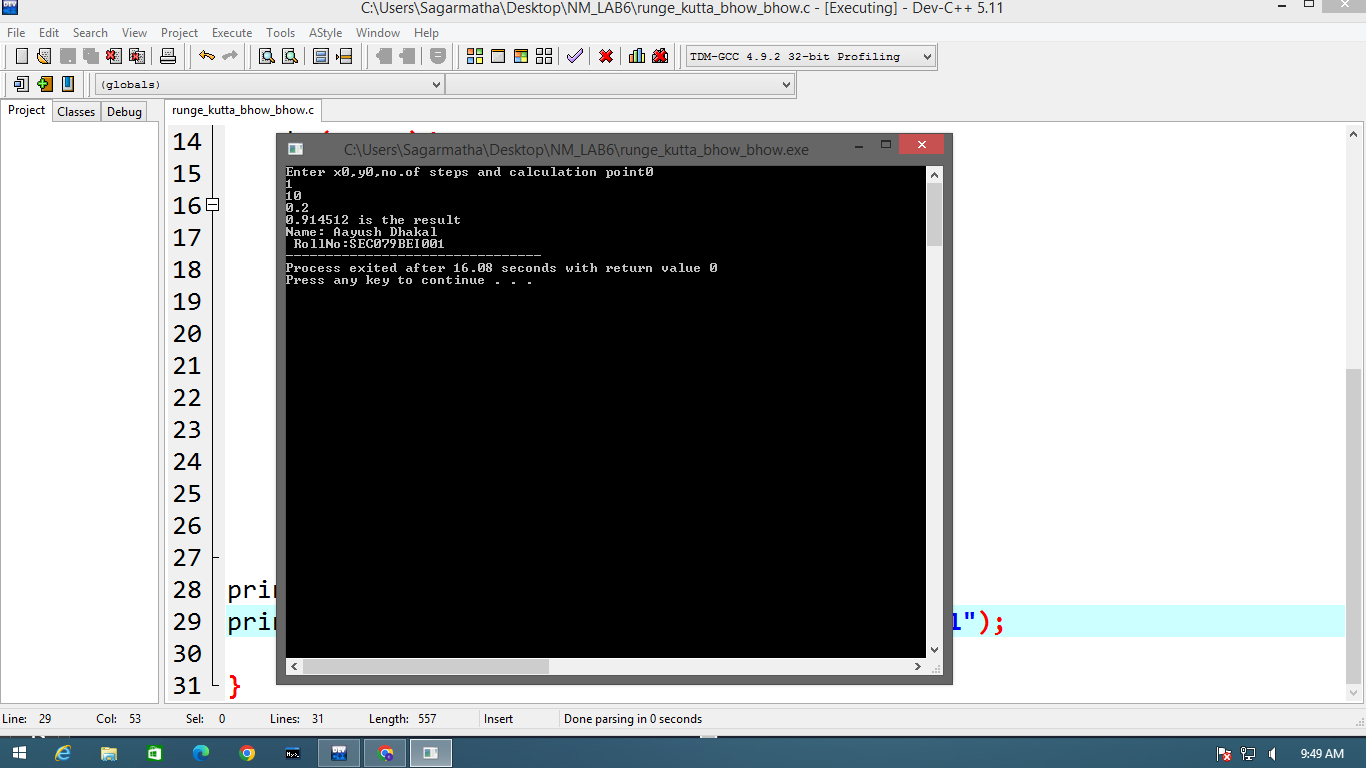 C:\Users\Sagarmatha\Desktop\NM_LAB6\runge_kutta_bhow_bhow.c - [Executing] - Dev-C++ 5.11
File Edit Search View Project Execute Tools AStyle Window Help
TDM-GCC 4.9.2 32-bit Profiling
(globals)
Project Classes Debug
runge_kutta_bhow_bhow.c
C:\Users\Sagarmatha\Desktop\NM_LAB6\runge_kutta_bhow_bhow.exe
Enter x0,y0,no.of steps and calculation point0
1
10
0.2
0.914512 is the result
Name: Aayush Dhakal
RollNo:SEC079BEI001
--------------------------------
Process exited after 16.08 seconds with return value 0
Press any key to continue . . .
14
15
16
17
18
19
20
21
22
23
24
25
26
27
28 prin
29 prin 1");
30
31 }
Line: 29 Col: 53 Sel: 0 Lines: 31 Length: 557 Insert Done parsing in 0 seconds
9:49 AM